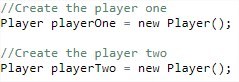 //Create the player one
Player playerOne = new Player();
//Create the player two
Player playerTwo = new Player();